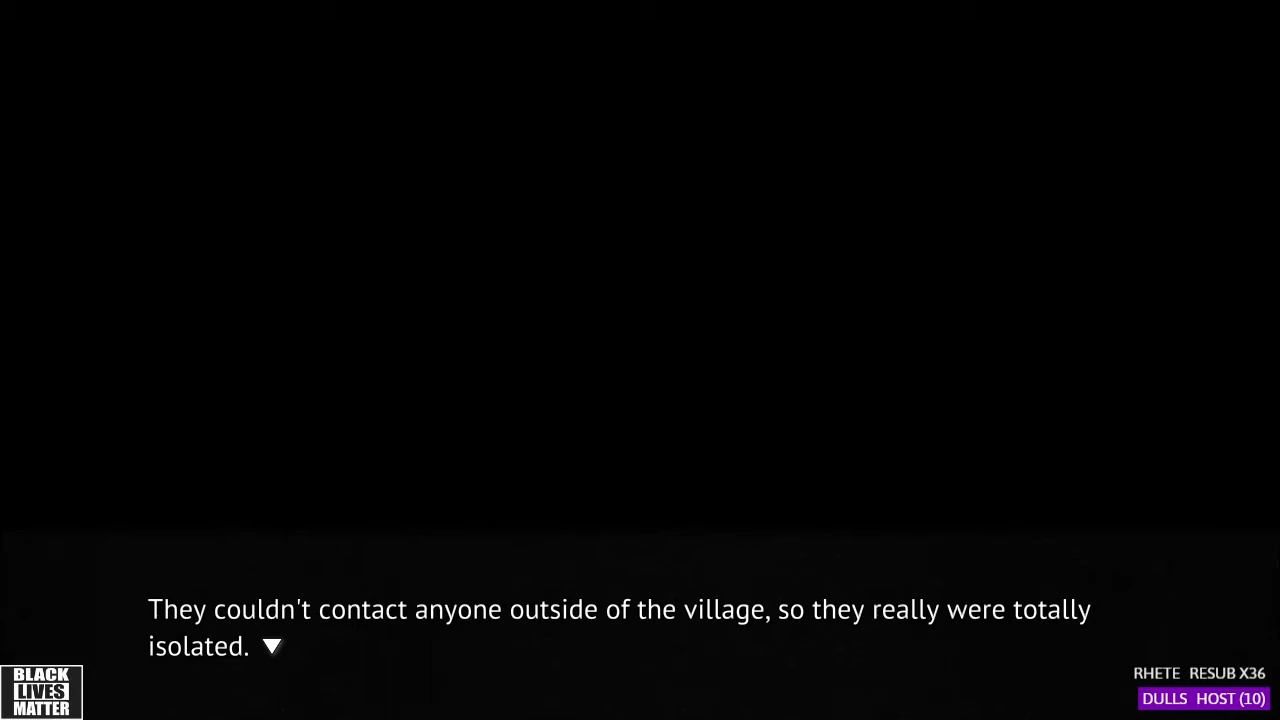 They couldn't contact anyone outside of the village, so they really were totally
isolated.
BLACK
LIVES
MATTER
RHETE RESUB X36
DULLS HOST (10)